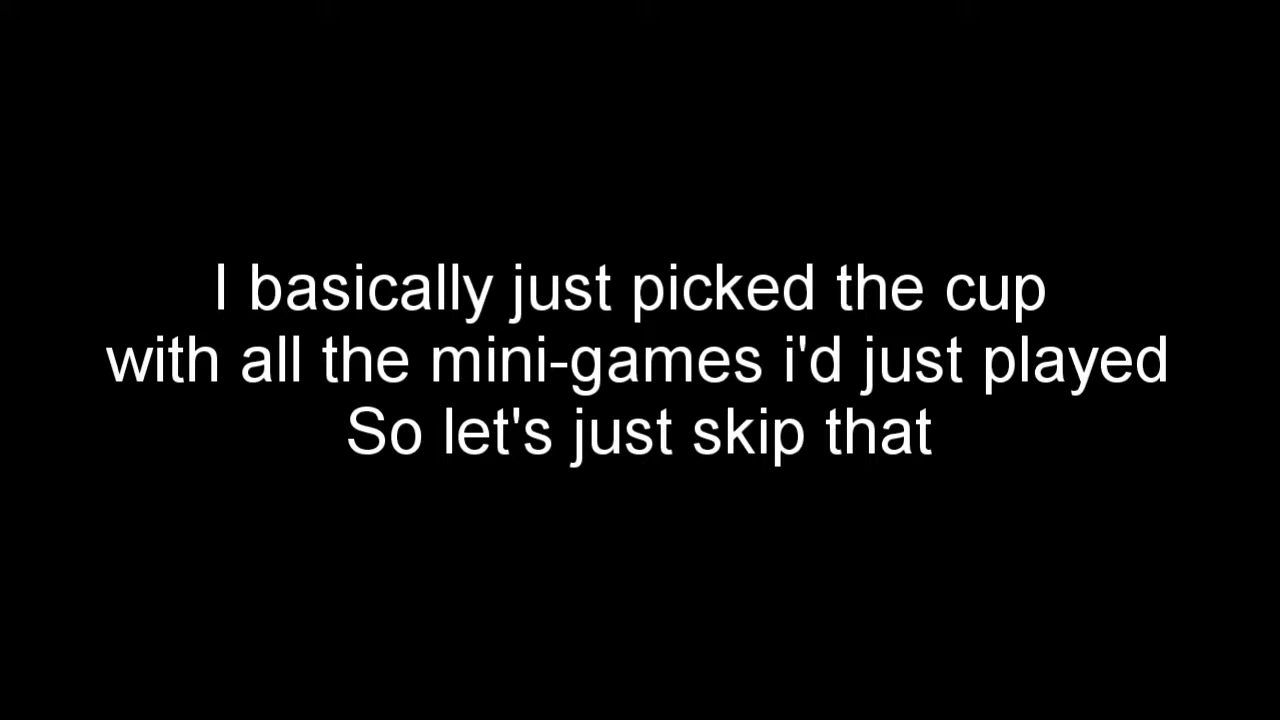 I basically just picked the cup
with all the mini-games i'd just played
So let's just skip that